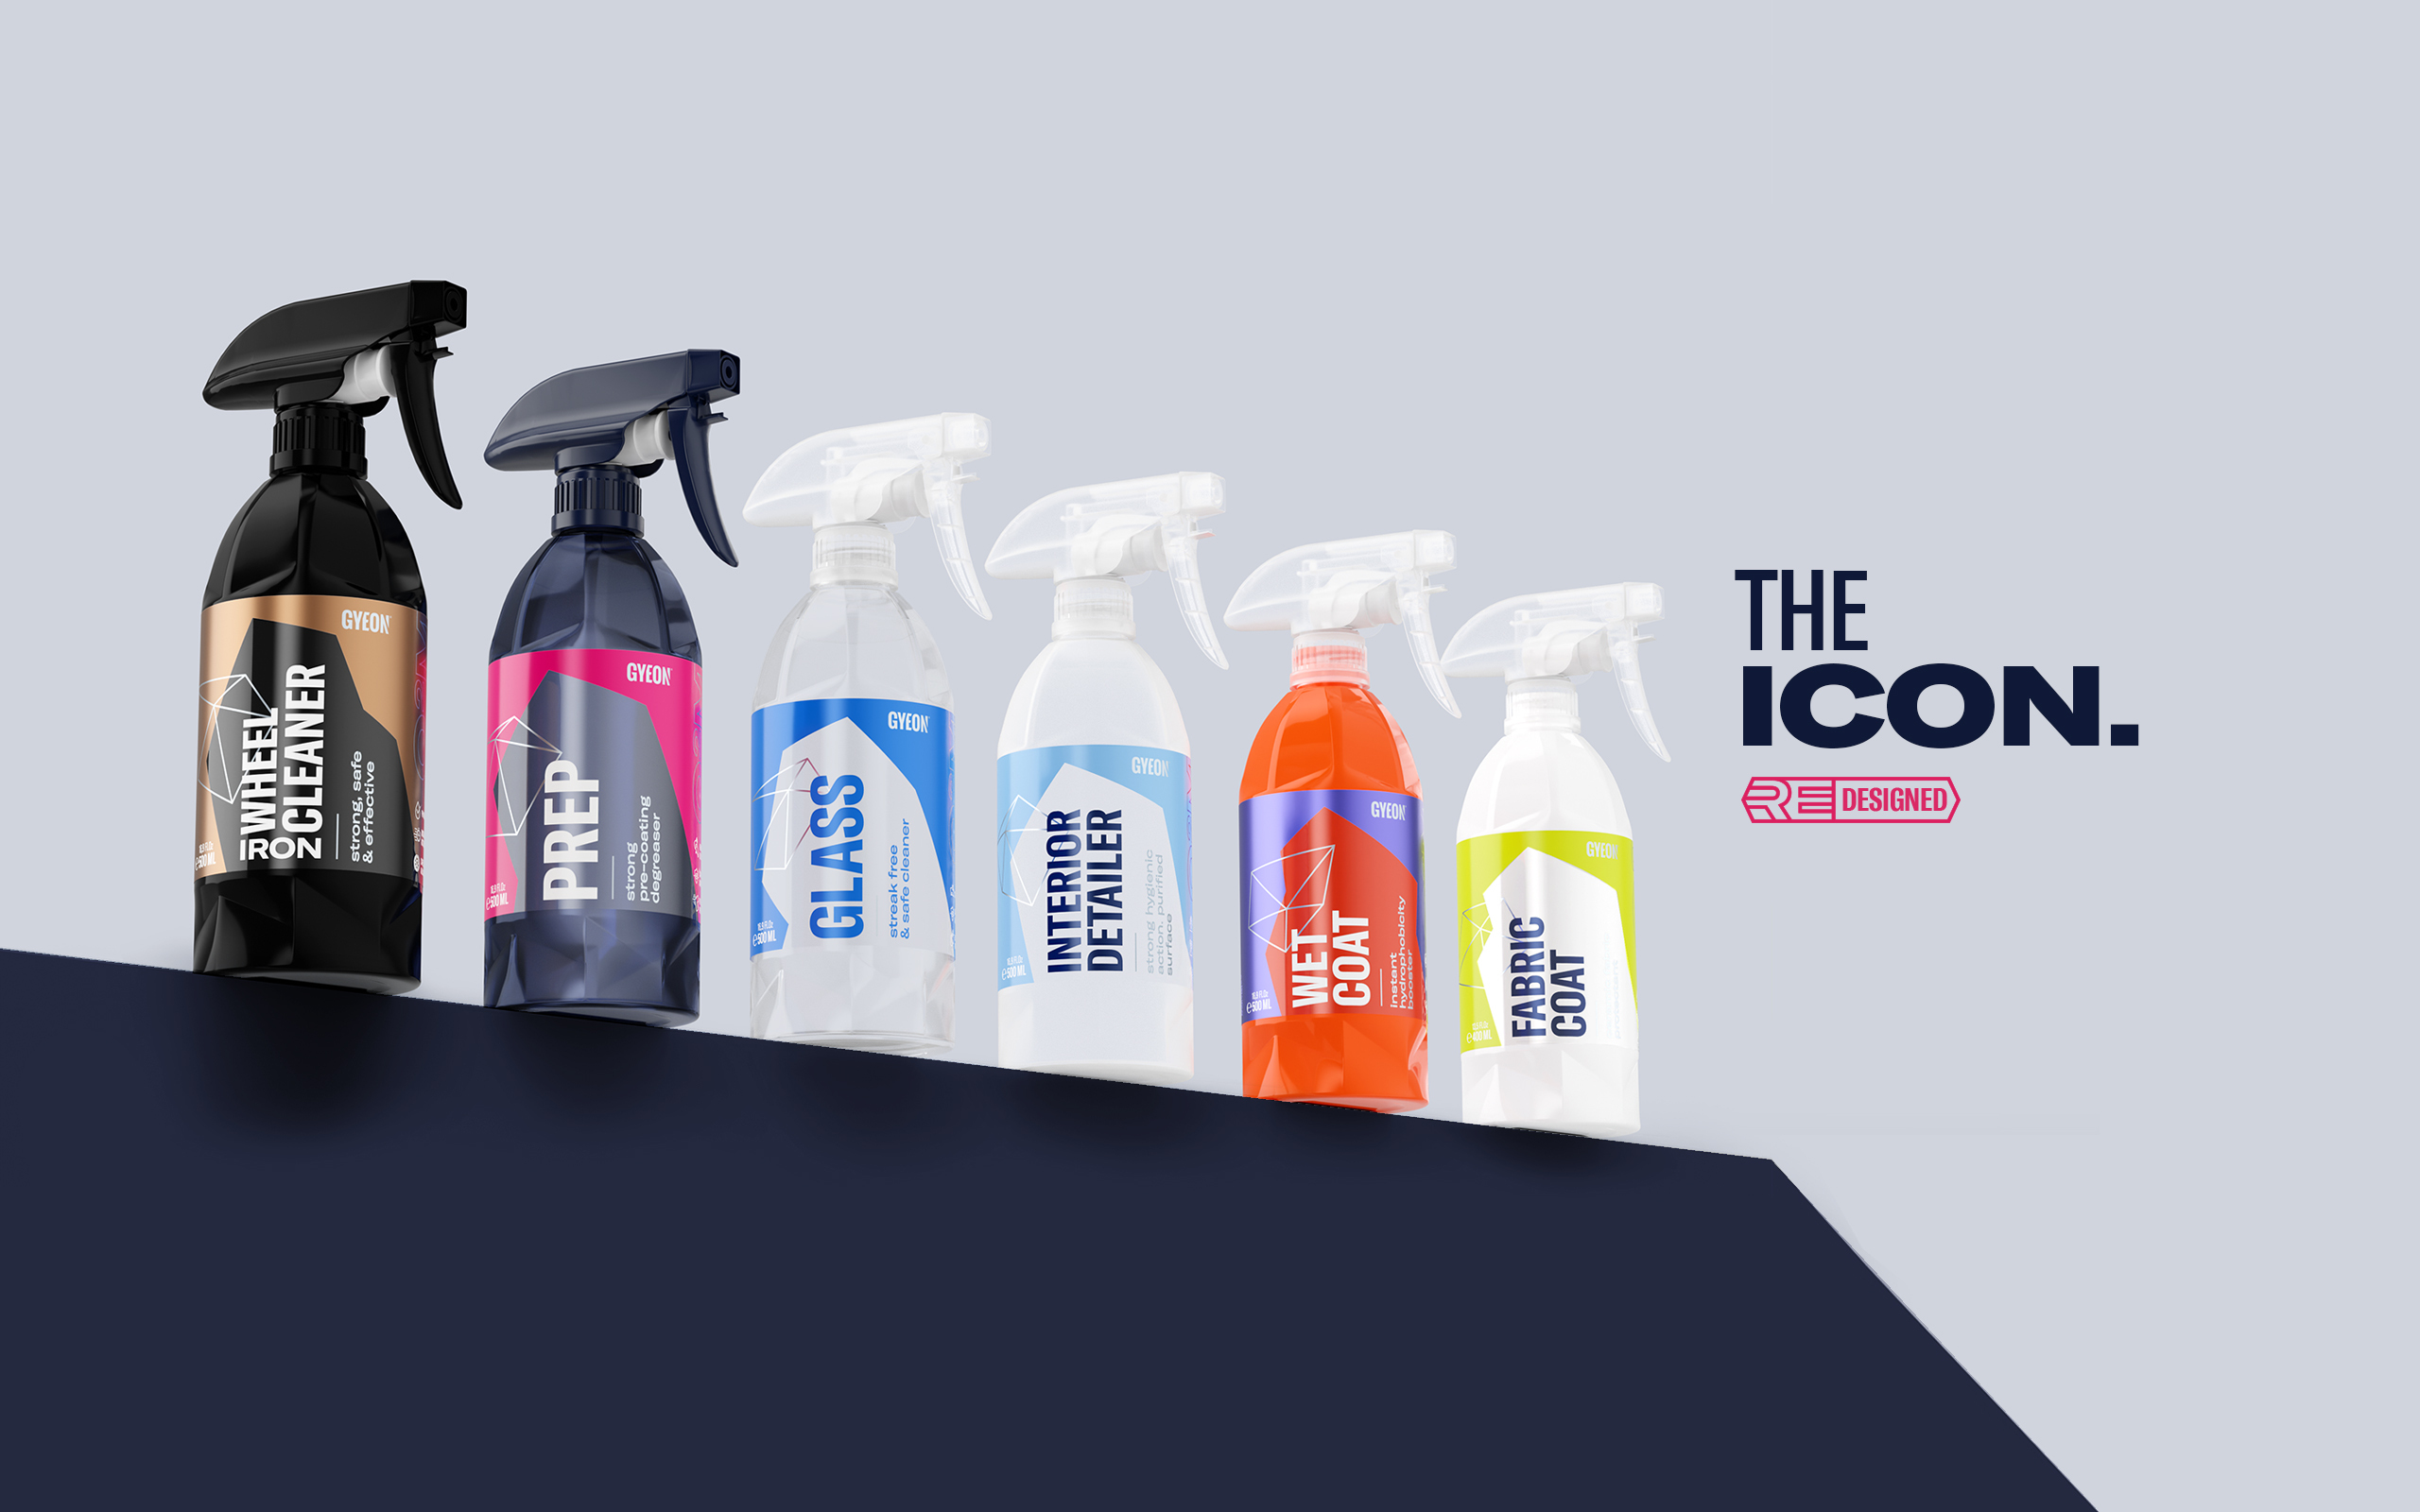 GYEON
IRON WHEEL
CLEANER
strong, safe
& effective
℮500 ML
GYEON
PREP
strong
pre-coating
degreaser
℮500 ML
GYEON
GLASS
streak free
& safe cleaner
℮500 ML
GYEON
INTERIOR
DETAILER
strong hygienic
action, purified
surface
℮500 ML
GYEON
WET
COAT
instant
hydrophobicity
booster
℮500 ML
GYEON
FABRIC
COAT
℮400 ML
THE
ICON.
REDESIGNED